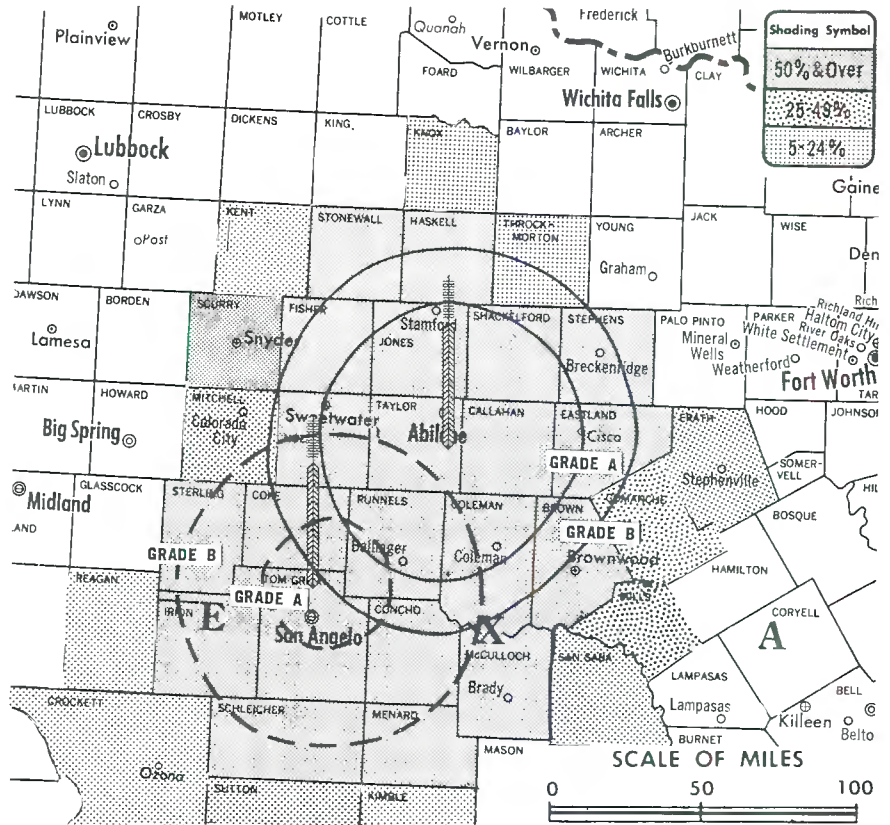 MOTLEY
COTTLE
Quanah
Frederick
Plainview
Vernon
Burkburnett
Shading Symbol
FOARD
WILBARGER
WICHITA
CLAY
50% & Over
Wichita Falls
25-49%
5-24%
LUBBOCK
CROSBY
DICKENS
KING
KNOX
BAYLOR
ARCHER
Lubbock
Slaton
Gaine
LYNN
GARZA
KENT
STONEWALL
HASKELL
THROCK-
MORTON
YOUNG
JACK
WISE
Post
Den
Graham
DAWSON
BORDEN
SCURRY
FISHER
Stamford
JONES
SHACKELFORD
STEPHENS
PALO PINTO
PARKER
Rich
Richland Hi
Haltom City
River Oaks
White Settlement
Lamesa
Snyder
Mineral
Wells
Weatherford
Breckenridge
Fort Worth
TAR
MARTIN
HOWARD
MITCHELL
Colorado
City
Sweetwater
TAYLOR
Abilene
CALLAHAN
EASTLAND
Cisco
ERATH
HOOD
JOHNSO
Big Spring
GRADE A
Stephenville
SOMER-
VELL
HIL
Midland
GLASSCOCK
STERLING
COKE
RUNNELS
COLEMAN
BROWN
COMANCHE
BOSQUE
LAND
GRADE B
Ballinger
Coleman
GRADE B
Brownwood
HAMILTON
REAGAN
TOM GREEN
GRADE A
MILLS
IRION
E
CONCHO
San Angelo
X
CORYELL
A
McCULLOCH
SAN SABA
Brady
LAMPASAS
Lampasas
BELL
Killeen
Belto
CROCKETT
SCHLEICHER
MENARD
BURNET
MASON
Ozona
SUTTON
KIMBLE
SCALE OF MILES
0 50 100